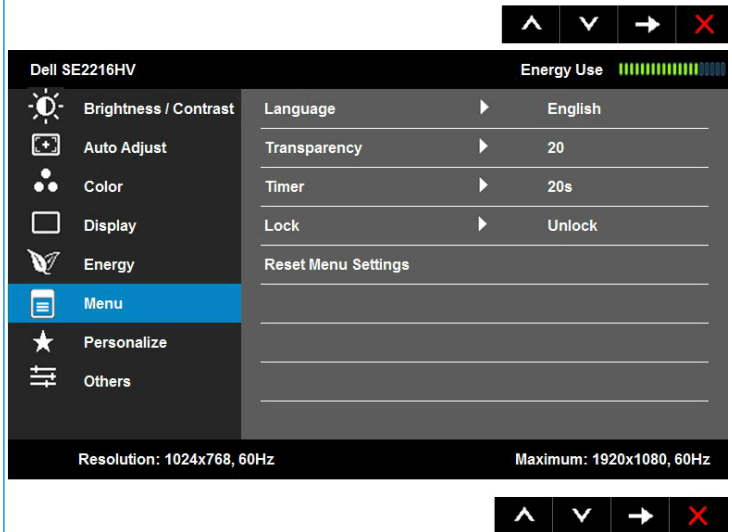 Dell SE2216HV Energy Use
Brightness / Contrast Language English
Auto Adjust Transparency 20
Color Timer 20s
Display Lock Unlock
Energy Reset Menu Settings
Menu
Personalize
Others
Resolution: 1024x768, 60Hz Maximum: 1920x1080, 60Hz